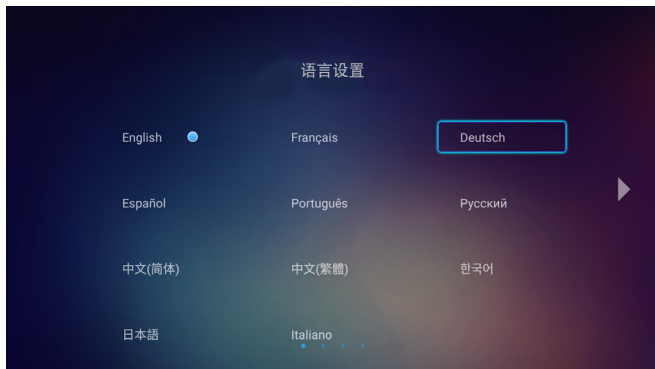 语言设置
English Français Deutsch
Español Português Русский
中文(简体) 中文(繁體) 한국어
日本語 Italiano